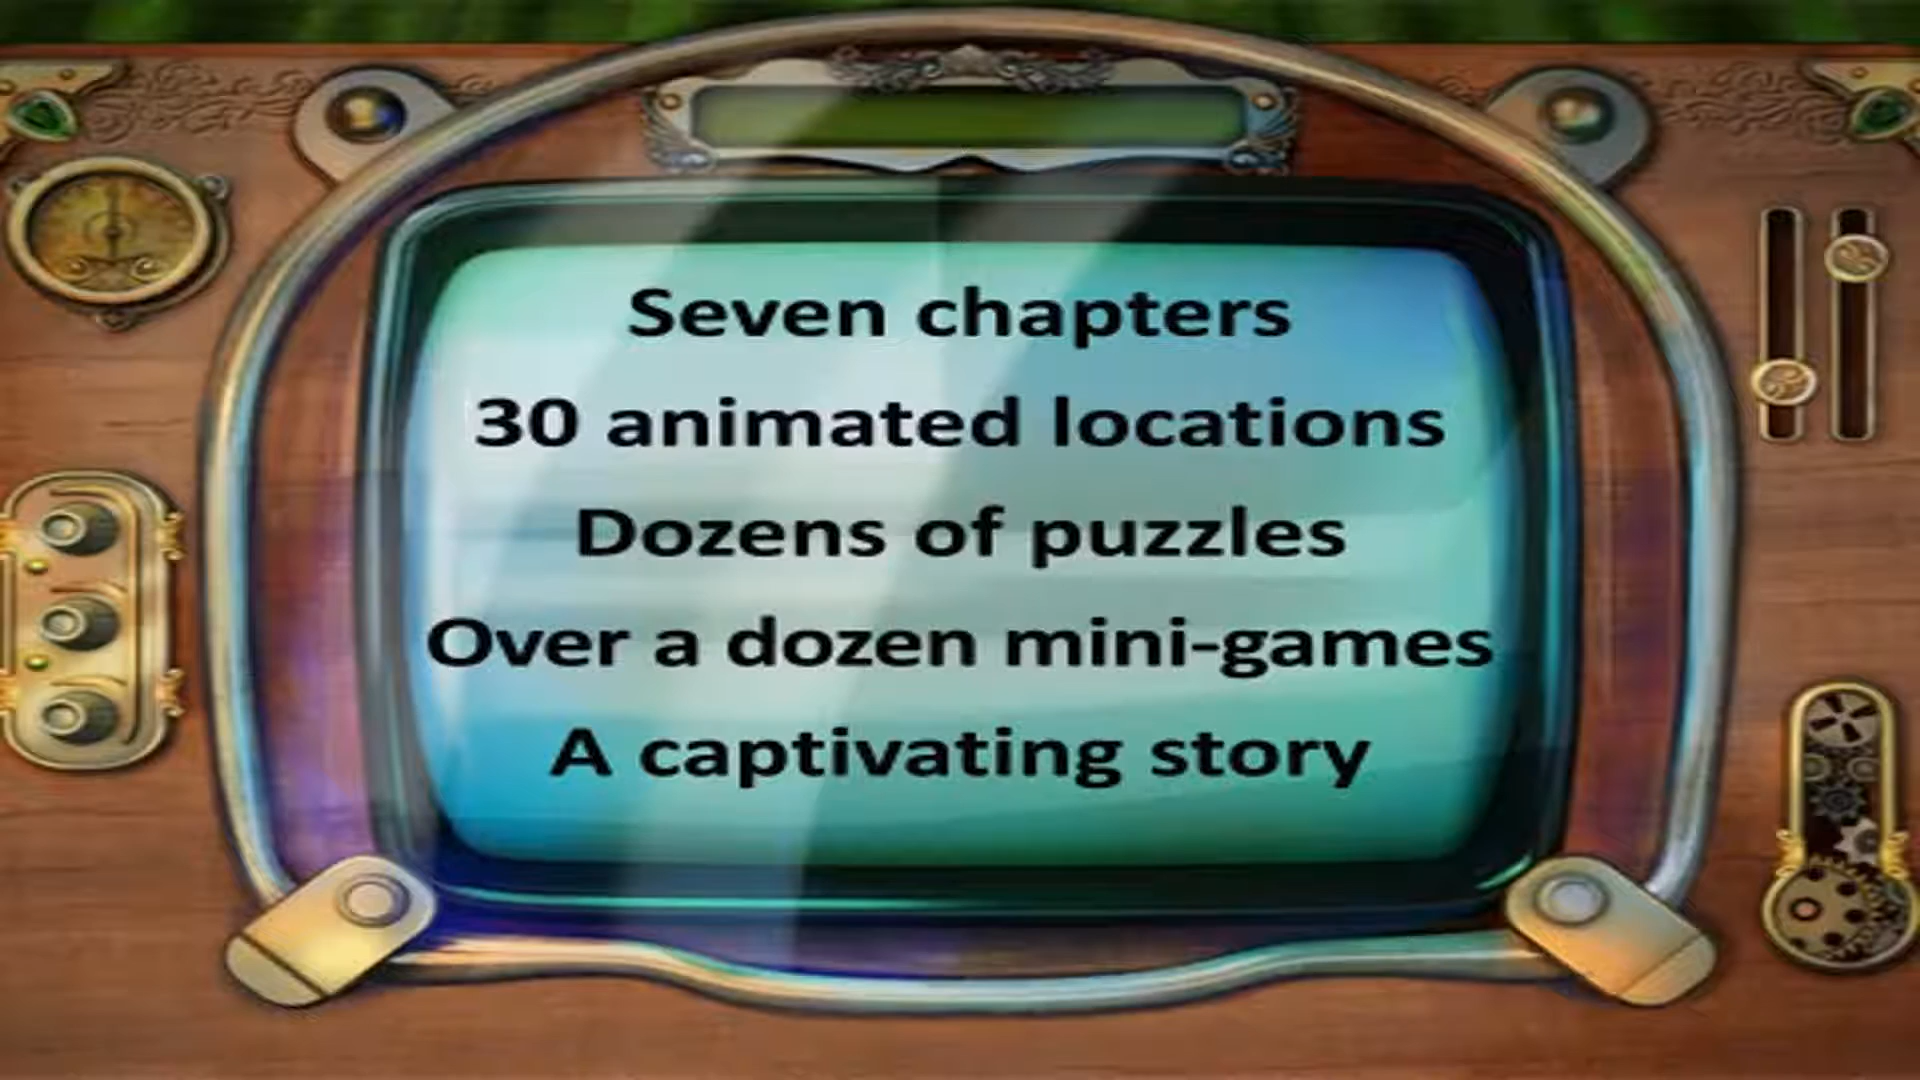 Seven chapters
30 animated locations
Dozens of puzzles
Over a dozen mini-games
A captivating story